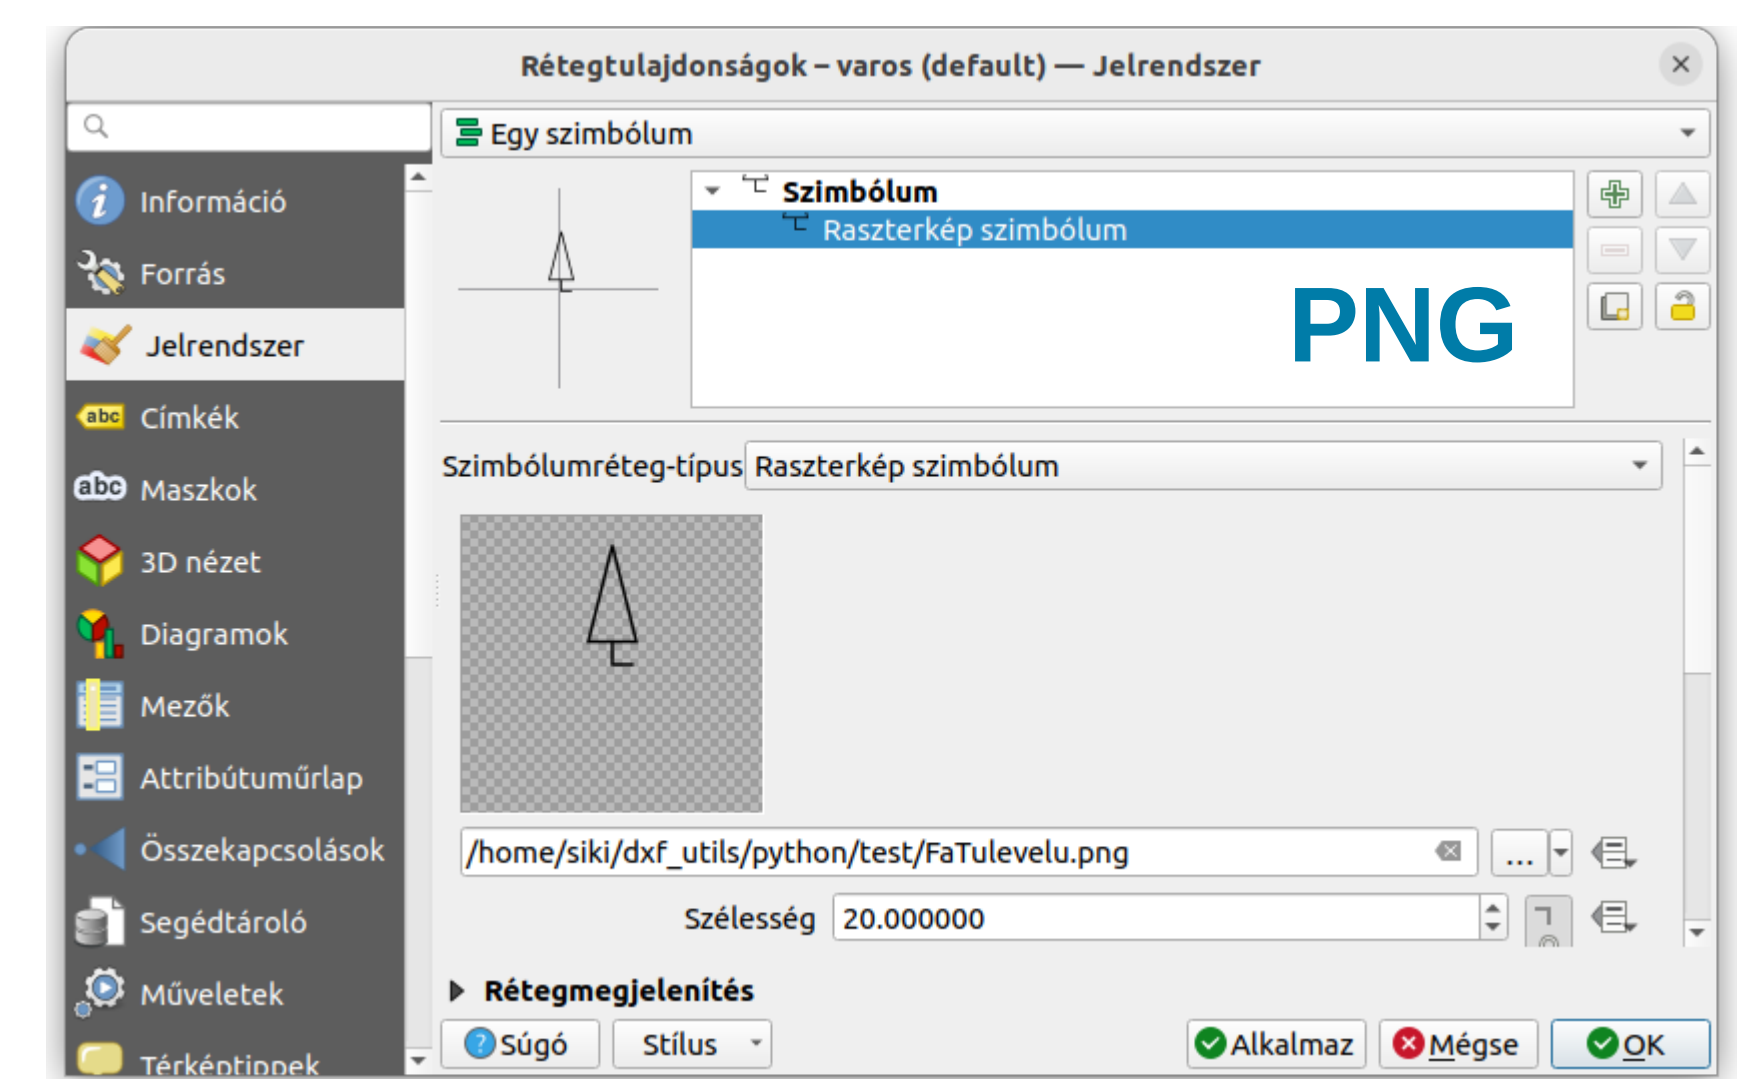 Rétegtulajdonságok – varos (default) — Jelrendszer
Egy szimbólum
Információ
Forrás
Jelrendszer
abc Címkék
abc Maszkok
3D nézet
Diagramok
Mezők
Attribútuműrlap
Összekapcsolások
Segédtároló
Műveletek
Térképtippek
Szimbólum
Raszterkép szimbólum
PNG
Szimbólumréteg-típus Raszterkép szimbólum
/home/siki/dxf_utils/python/test/FaTulevelu.png
...
Szélesség 20.000000
Rétegmegjelenítés
Súgó Stílus Alkalmaz Mégse OK